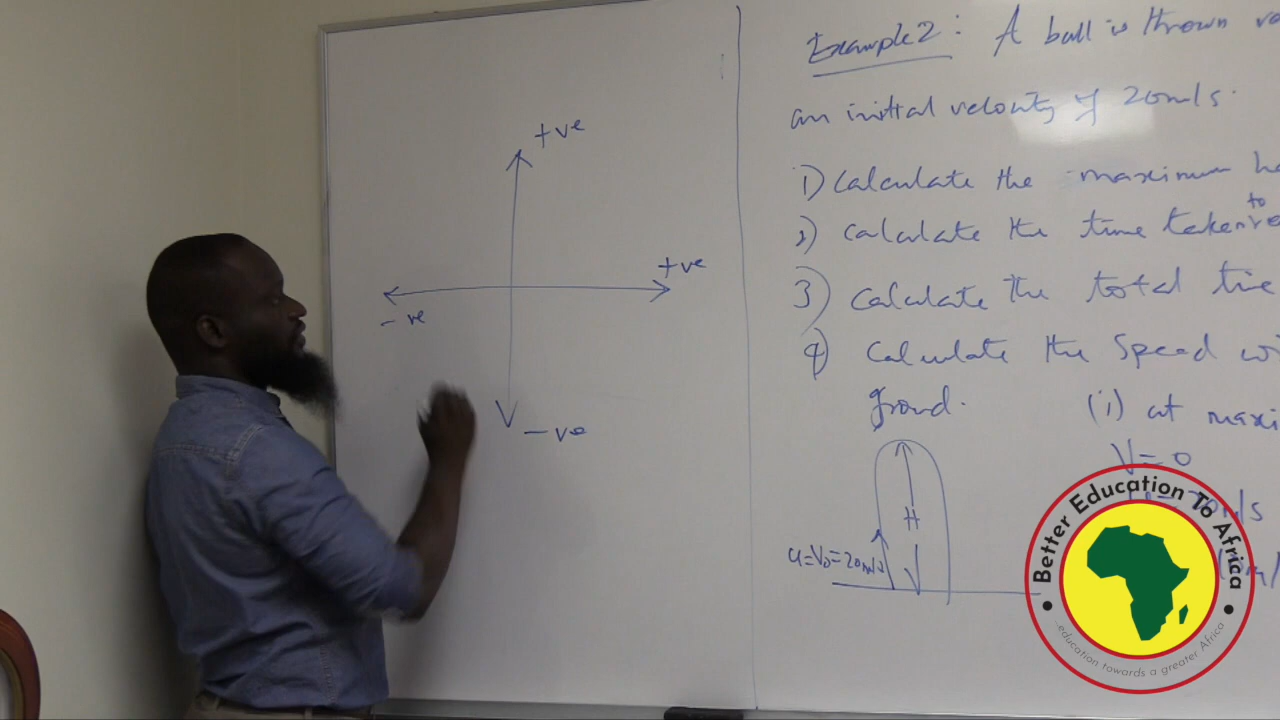 +ve
+ve
- ve
- ve
Example 2: A ball is thrown
an initial velocity of 20m/s.
1) Calculate the maximum
2) calculate the time taken to
3) calculate the total time
4) Calculate the Speed
ground.
(i) at maxi
V = 0
u = 20m/s
H
u=V₀=20m/s
Better Education To Africa
...education towards a greater Africa